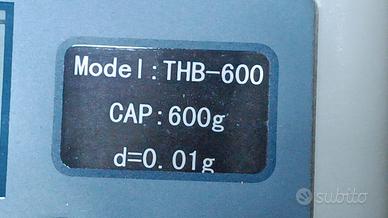 Model:THB-600
CAP:600g
d=0.01g
subito